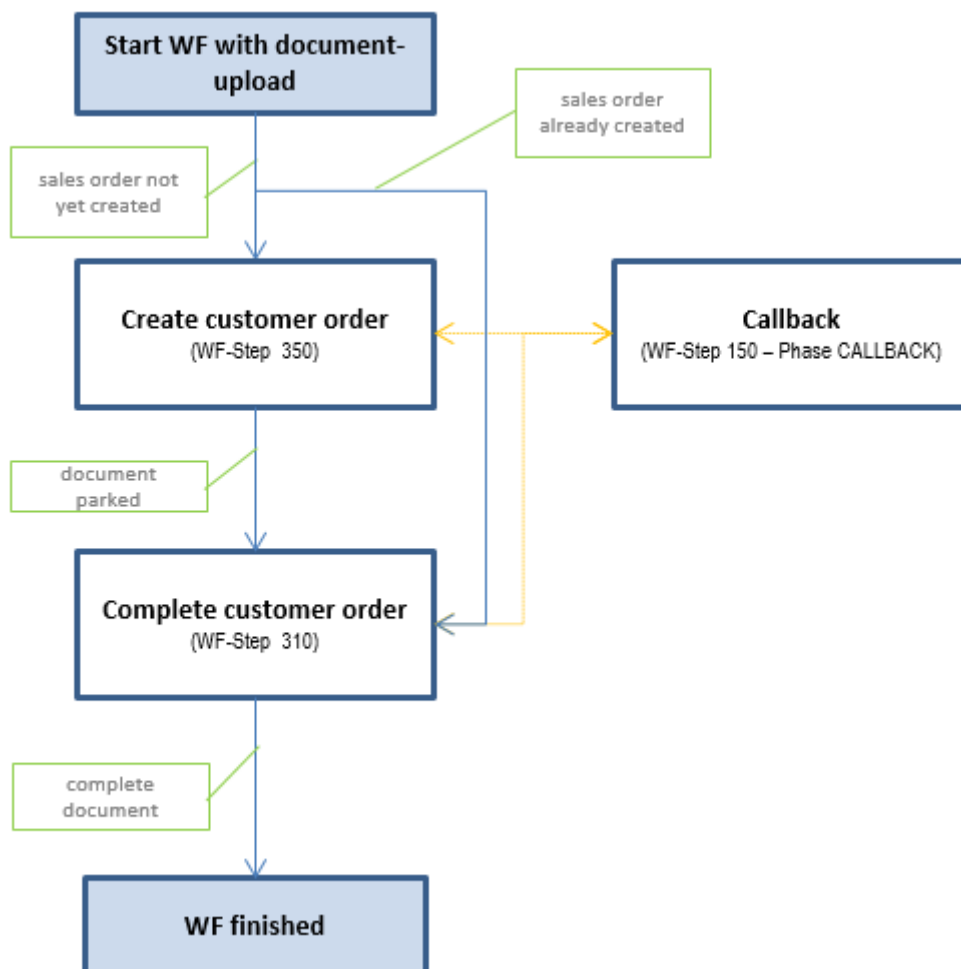 Start WF with document-
upload
sales order
already created
sales order not
yet created
Create customer order
(WF-Step 350)
Callback
(WF-Step 150 – Phase CALLBACK)
document
parked
Complete customer order
(WF-Step 310)
complete
document
WF finished